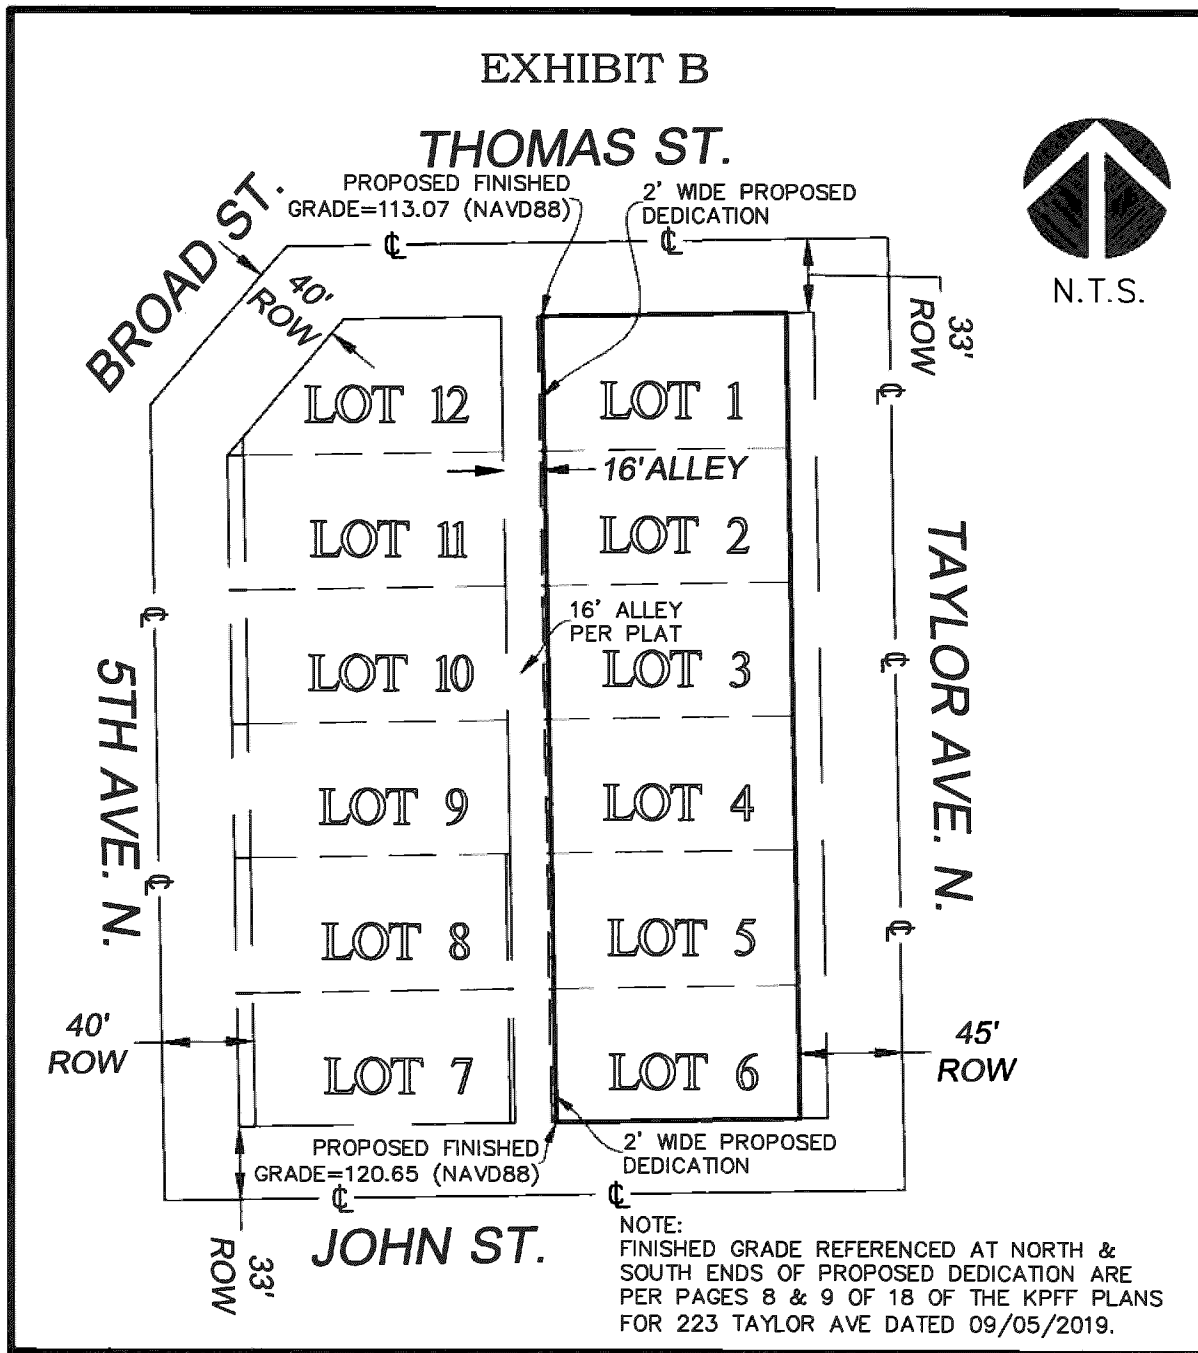 EXHIBIT B
THOMAS ST.
PROPOSED FINISHED
GRADE=113.07 (NAVD88)
2' WIDE PROPOSED
DEDICATION
BROAD ST.
N.T.S.
40'
ROW
33'
ROW
LOT 12
LOT 1
16'ALLEY
LOT 11
LOT 2
16' ALLEY
PER PLAT
LOT 10
LOT 3
5TH AVE. N.
TAYLOR AVE. N.
LOT 9
LOT 4
LOT 8
LOT 5
40'
ROW
45'
ROW
LOT 7
LOT 6
PROPOSED FINISHED
GRADE=120.65 (NAVD88)
2' WIDE PROPOSED
DEDICATION
33'
ROW
JOHN ST.
NOTE:
FINISHED GRADE REFERENCED AT NORTH &
SOUTH ENDS OF PROPOSED DEDICATION ARE
PER PAGES 8 & 9 OF 18 OF THE KPFF PLANS
FOR 223 TAYLOR AVE DATED 09/05/2019.